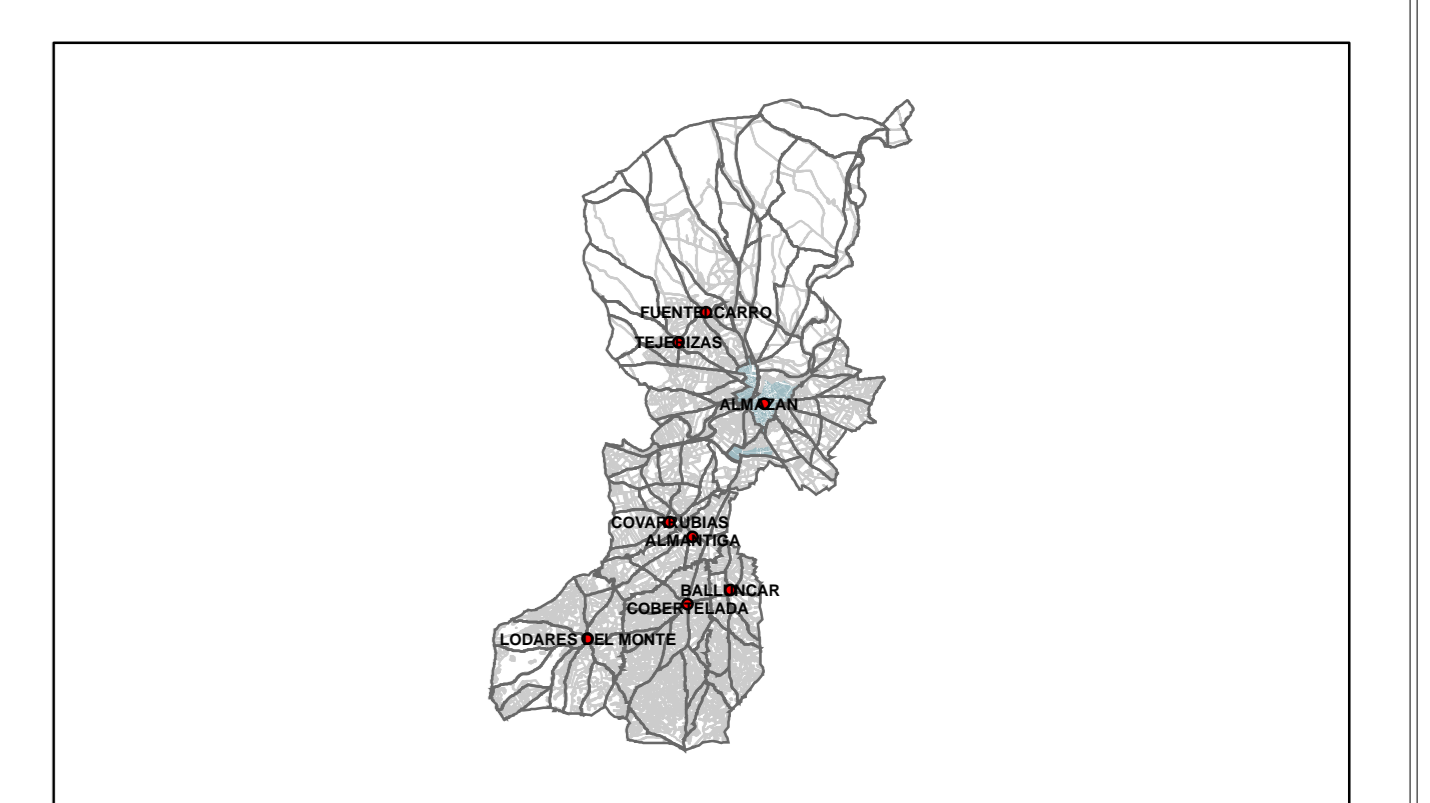 FUENTELCARRO
TEJERIZAS
ALMAZAN
COVARRUBIAS
ALMANTIGA
BALLUNCAR
COBERTELADA
LODARES DEL MONTE